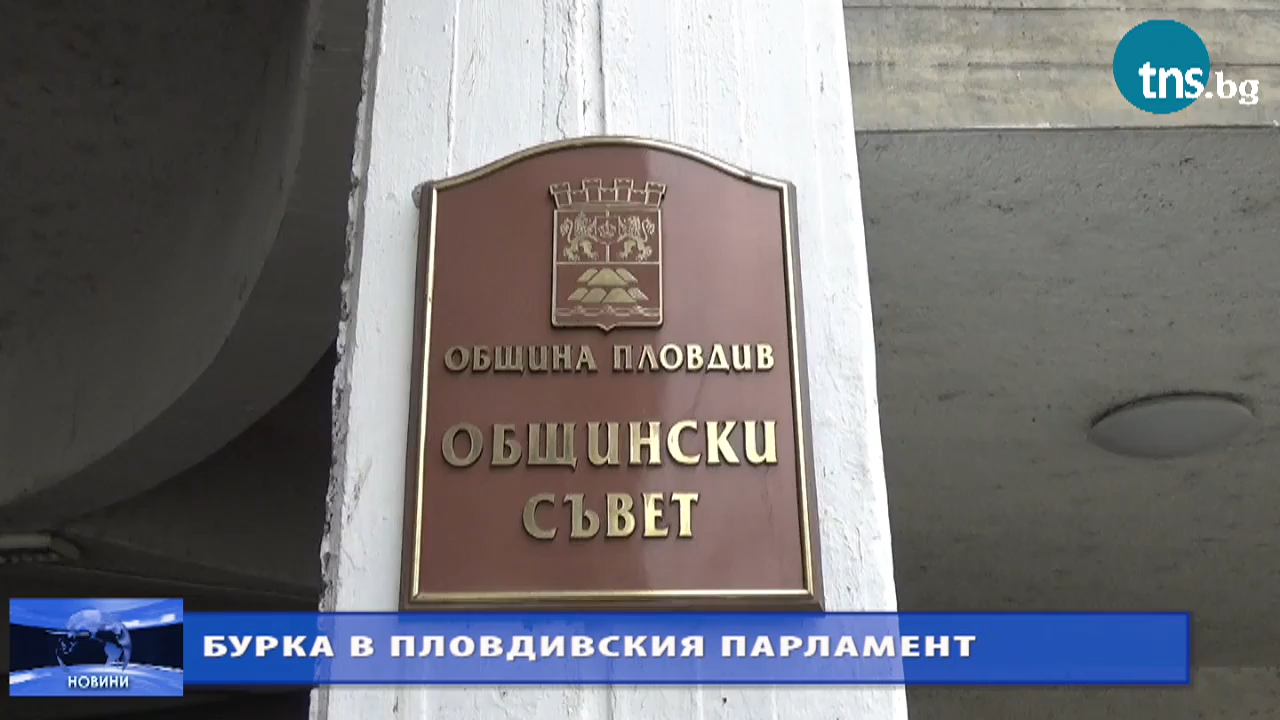 tns.bg
ОБЩИНА ПЛОВДИВ
ОБЩИНСКИ
СЪВЕТ
БУРКА В ПЛОВДИВСКИЯ ПАРЛАМЕНТ
НОВИНИ